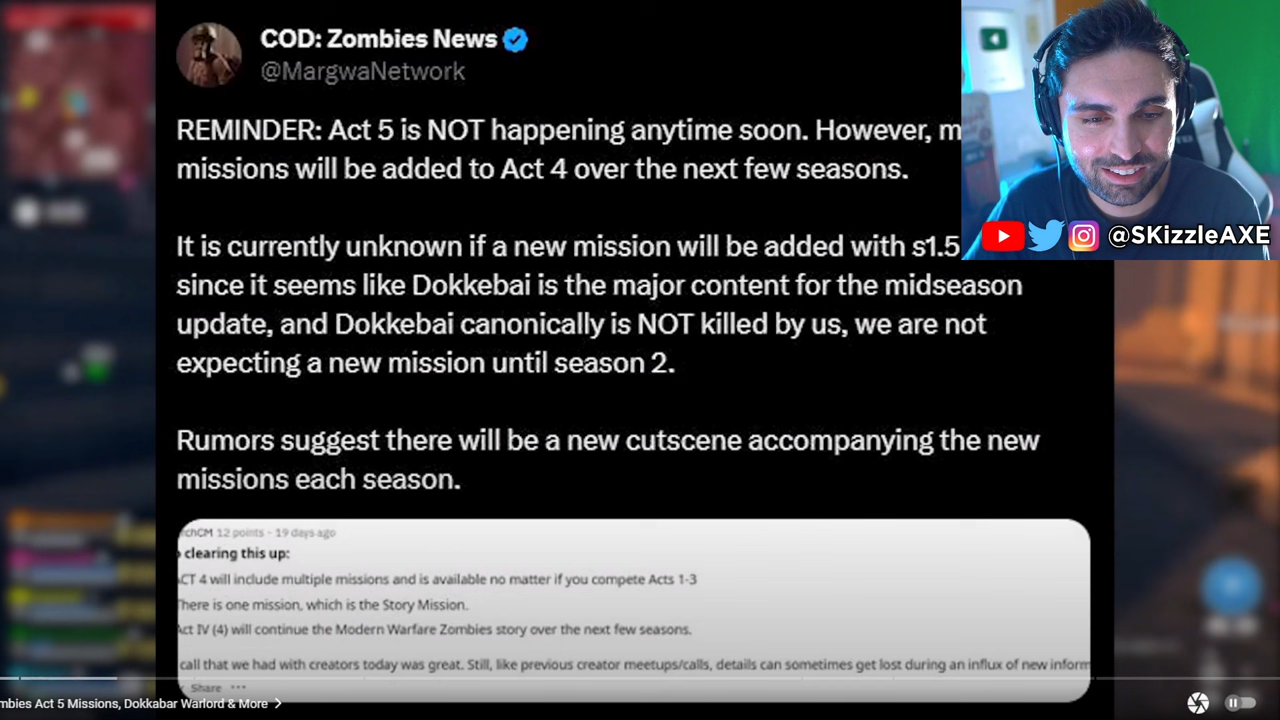 COD: Zombies News
@MargwaNetwork
REMINDER: Act 5 is NOT happening anytime soon. However, m
missions will be added to Act 4 over the next few seasons.
It is currently unknown if a new mission will be added with s1.5
since it seems like Dokkebai is the major content for the midseason
update, and Dokkebai canonically is NOT killed by us, we are not
expecting a new mission until season 2.
Rumors suggest there will be a new cutscene accompanying the new
missions each season.
@SKizzleAXE
rchCM 12 points · 19 days ago
clearing this up:
ACT 4 will include multiple missions and is available no matter if you compete Acts 1-3
There is one mission, which is the Story Mission.
Act IV (4) will continue the Modern Warfare Zombies story over the next few seasons.
call that we had with creators today was great. Still, like previous creator meetups/calls, details can sometimes get lost during an influx of new inform
Share ···
mbies Act 5 Missions, Dokkabar Warlord & More >